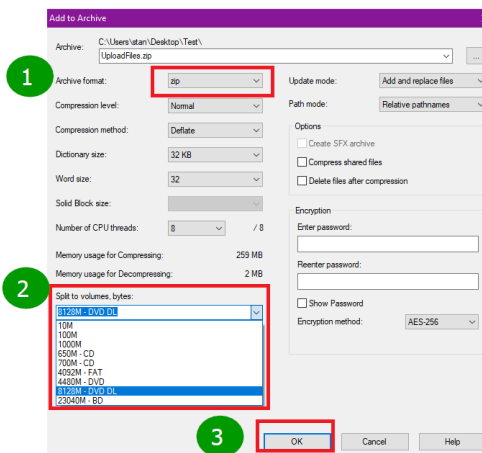 Add to Archive
Archive: C:\Users\stan\Desktop\Test\
UploadFiles.zip
...
1
Archive format: zip
Compression level: Normal
Compression method: Deflate
Dictionary size: 32 KB
Word size: 32
Solid Block size:
Number of CPU threads: 8 / 8
Memory usage for Compressing: 259 MB
Memory usage for Decompressing: 2 MB
2
Split to volumes, bytes:
8128M - DVD DL
10M
100M
1000M
650M - CD
700M - CD
4092M - FAT
4480M - DVD
8128M - DVD DL
23040M - BD
Update mode: Add and replace files
Path mode: Relative pathnames
Options
Create SFX archive
Compress shared files
Delete files after compression
Encryption
Enter password:
Reenter password:
Show Password
Encryption method: AES-256
3
OK Cancel Help